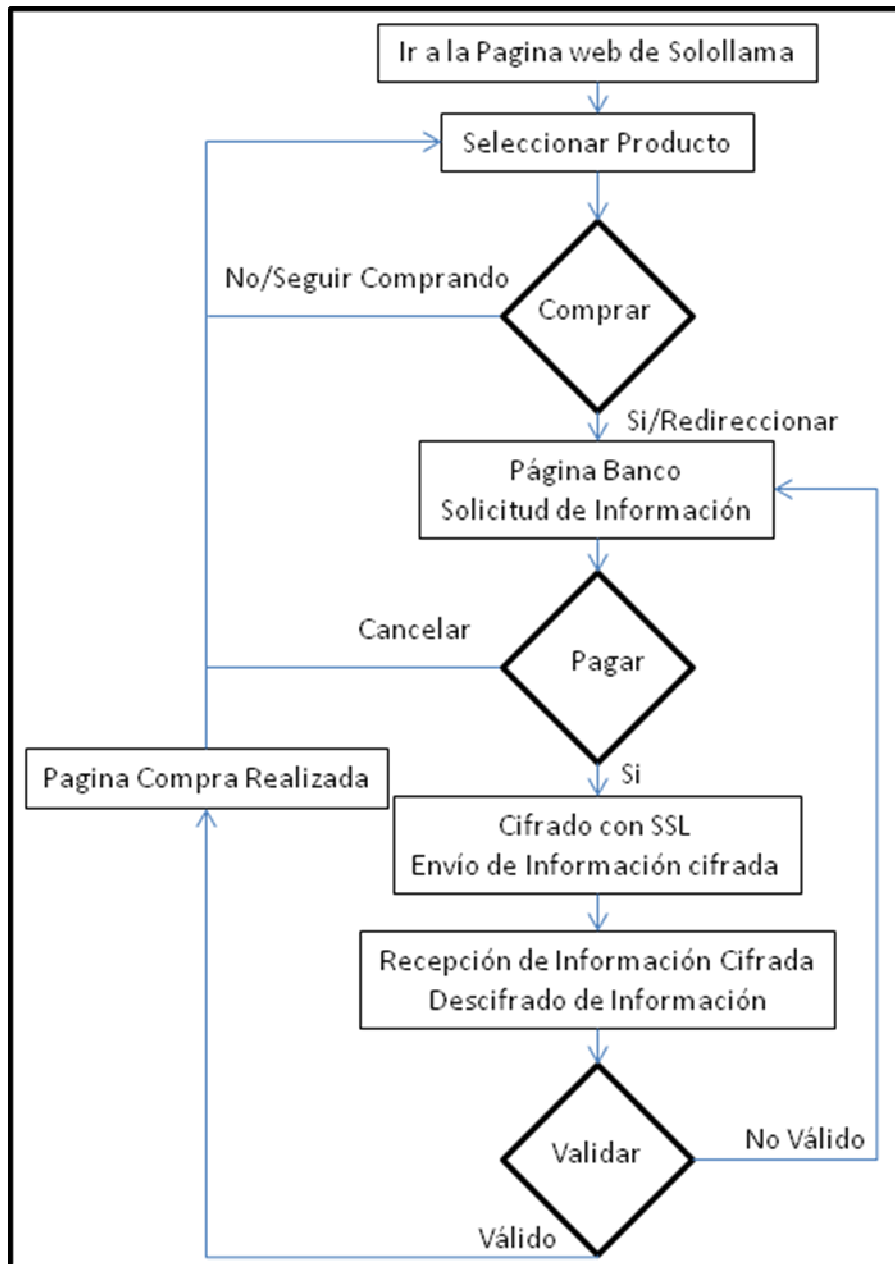 Ir a la Pagina web de Solollama
Seleccionar Producto
No/Seguir Comprando
Comprar
Si/Redireccionar
Página Banco
Solicitud de Información
Cancelar
Pagar
Pagina Compra Realizada
Si
Cifrado con SSL
Envío de Información cifrada
Recepción de Información Cifrada
Descifrado de Información
Validar
No Válido
Válido